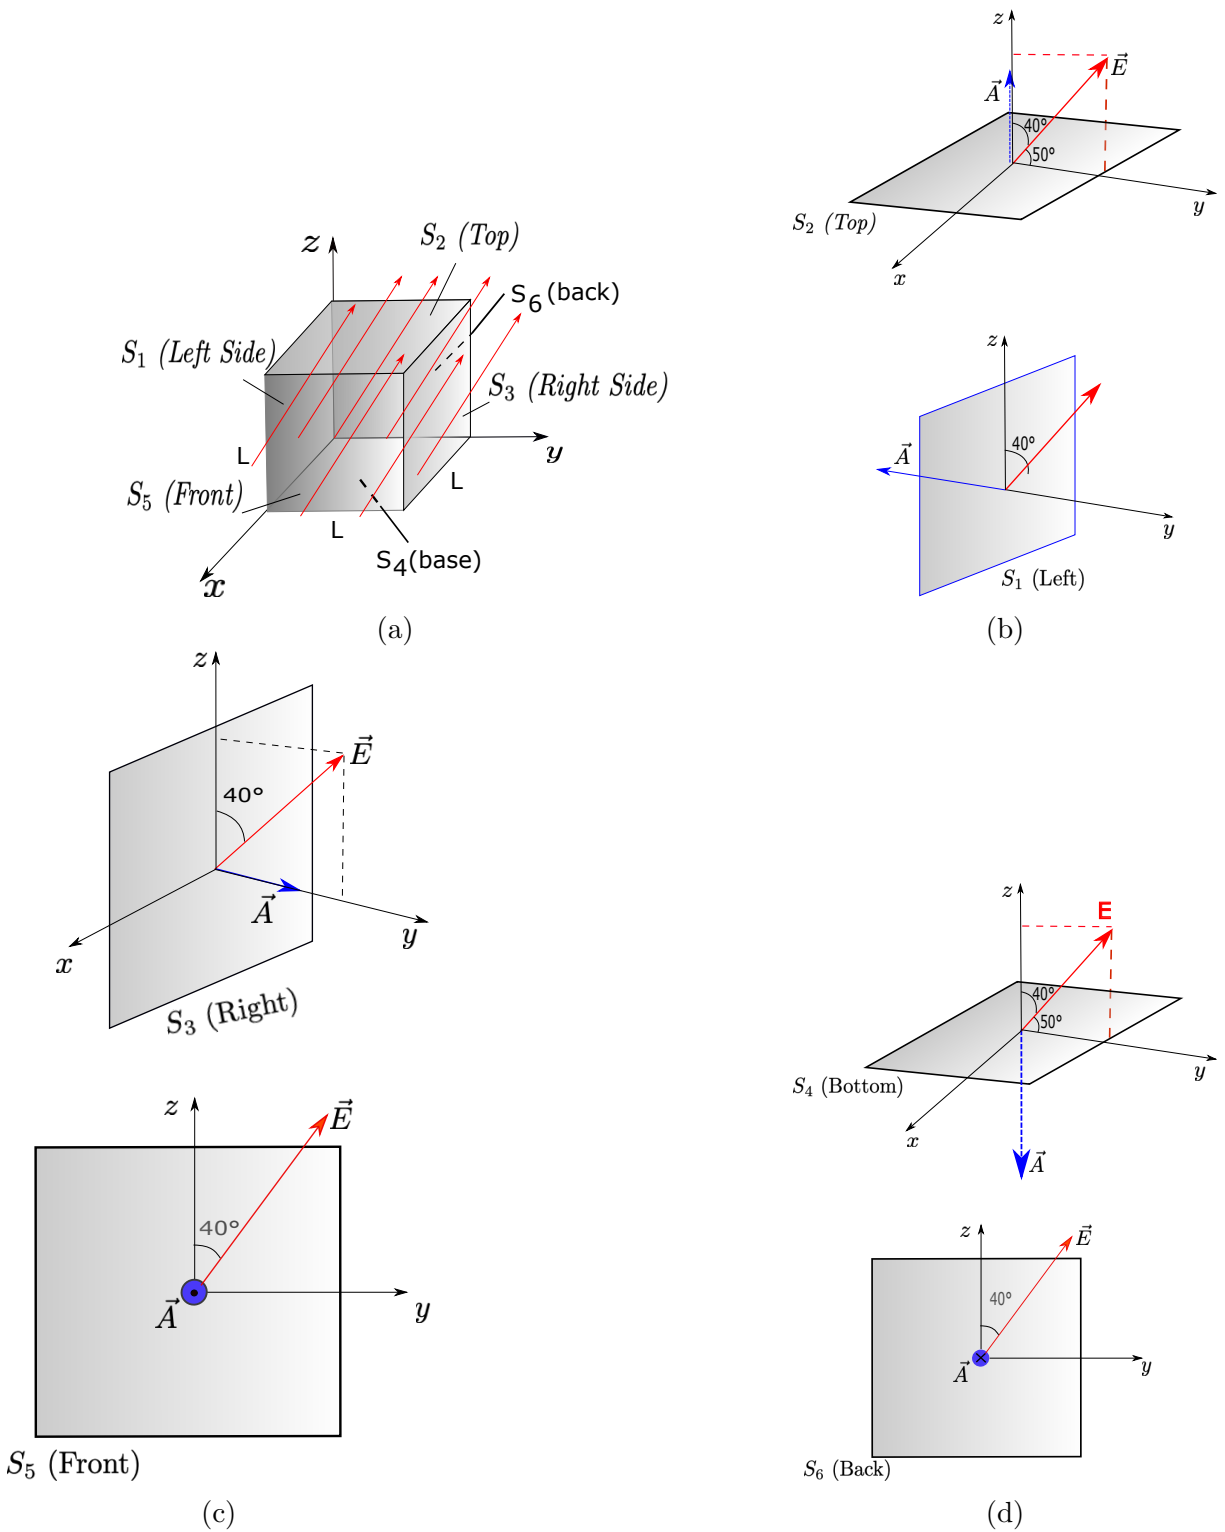 z
S₂ (Top)
S₆(back)
S₁ (Left Side)
S₃ (Right Side)
L
y
L
S₅ (Front)
L
S₄(base)
x
(a)
z
E⃗
A⃗
40°
50°
y
S₂ (Top)
x
z
40°
A⃗
y
S₁ (Left)
(b)
z
E⃗
40°
A⃗
y
x
S₃ (Right)
z
E⃗
40°
A⃗
y
S₅ (Front)
(c)
z
E
40°
50°
y
S₄ (Bottom)
x
A⃗
z
E⃗
40°
A⃗
y
S₆ (Back)
(d)